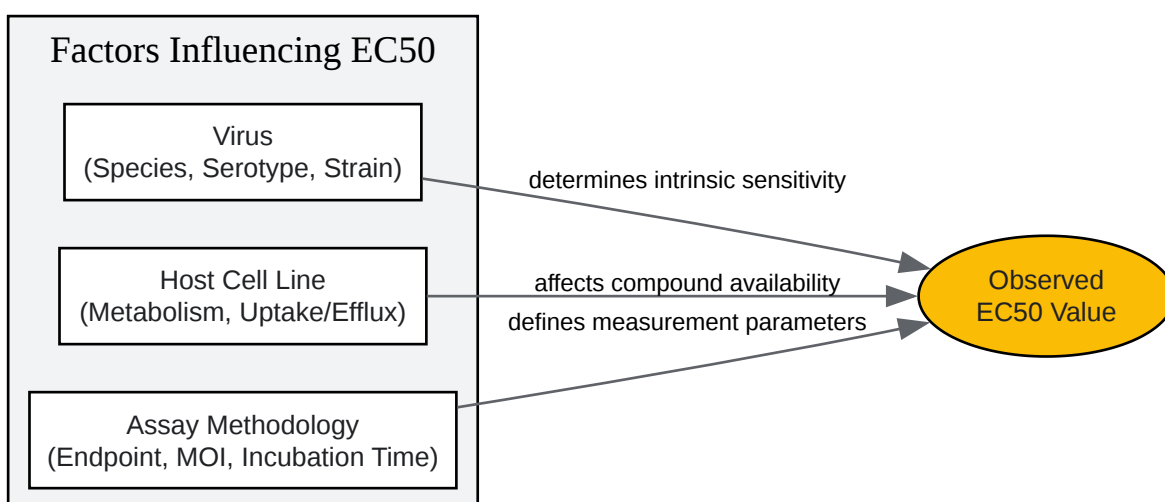 Factors Influencing EC50
Virus
(Species, Serotype, Strain)
determines intrinsic sensitivity
Host Cell Line
(Metabolism, Uptake/Efflux)
affects compound availability
defines measurement parameters
Assay Methodology
(Endpoint, MOI, Incubation Time)
Observed
EC50 Value